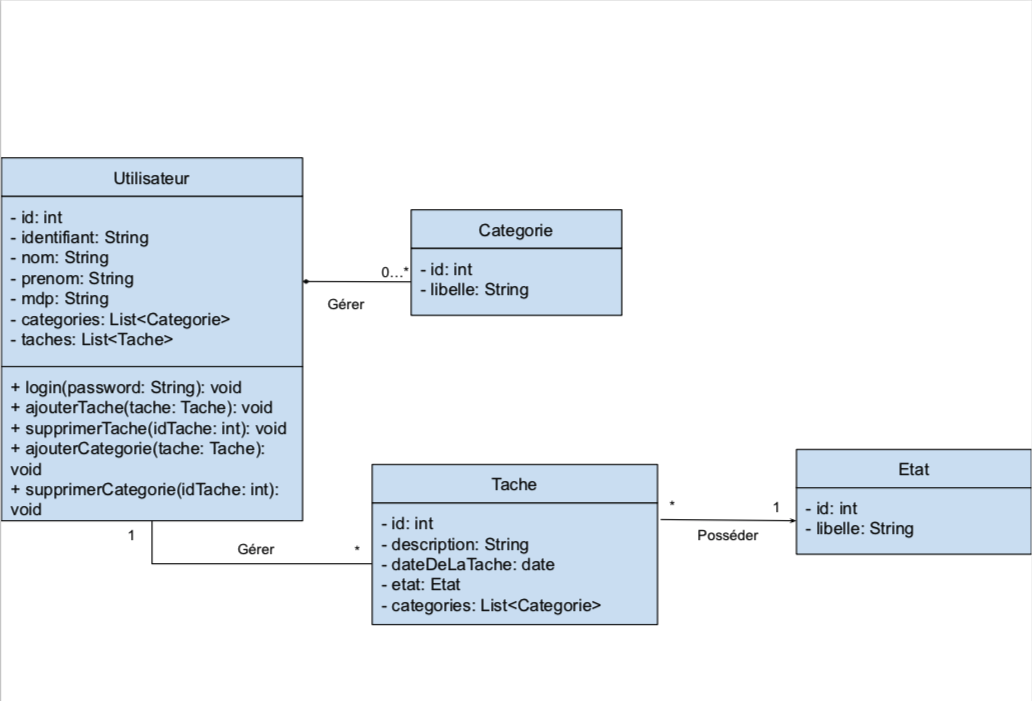 Utilisateur
- id: int
- identifiant: String
- nom: String
- prenom: String
- mdp: String
- categories: List<Categorie>
- taches: List<Tache>
+ login(password: String): void
+ ajouterTache(tache: Tache): void
+ supprimerTache(idTache: int): void
+ ajouterCategorie(tache: Tache):
void
+ supprimerCategorie(idTache: int):
void
0...*
Gérer
Categorie
- id: int
- libelle: String
1
Gérer
*
Tache
- id: int
- description: String
- dateDeLaTache: date
- etat: Etat
- categories: List<Categorie>
*
1
Posséder
Etat
- id: int
- libelle: String